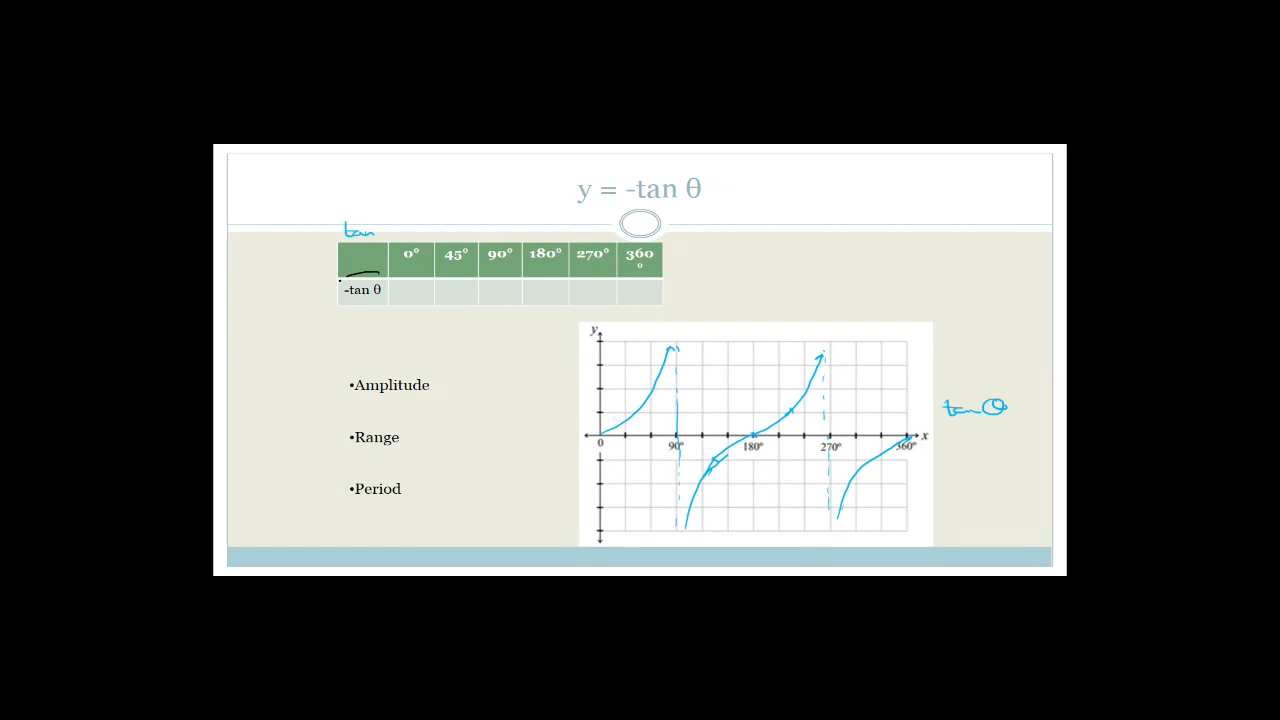 y = -tan θ
tan
0° 45° 90° 180° 270° 360
°
-tan θ
y
•Amplitude
tan θ
•Range
x
0 90° 180° 270° 360°
•Period